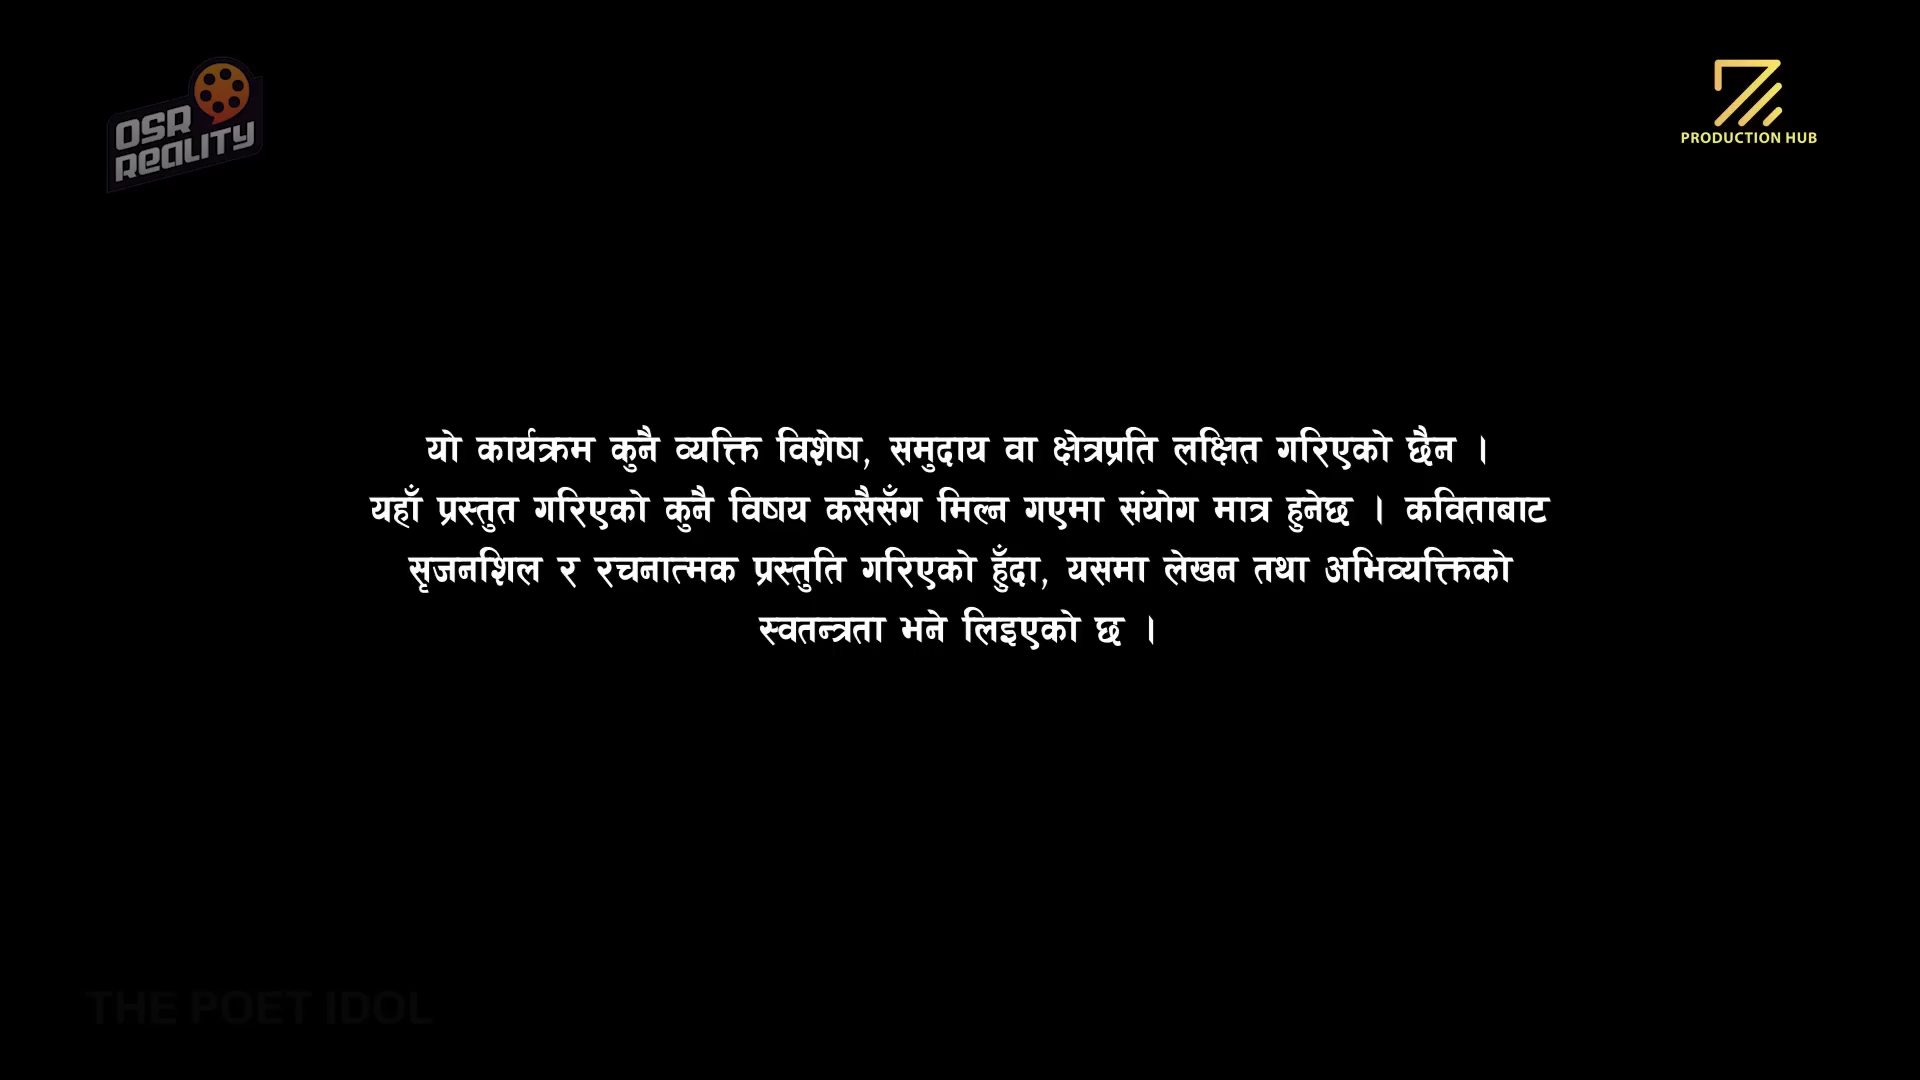 OSR
REALITY
PRODUCTION HUB
यो कार्यक्रम कुनै व्यक्ति विशेष, समुदाय वा क्षेत्रप्रति लक्षित गरिएको छैन ।
यहाँ प्रस्तुत गरिएको कुनै विषय कसैसँग मिल्न गएमा संयोग मात्र हुनेछ । कविताबाट
सृजनशिल र रचनात्मक प्रस्तुति गरिएको हुँदा, यसमा लेखन तथा अभिव्यक्तिको
स्वतन्त्रता भने लिइएको छ ।
THE POET IDOL